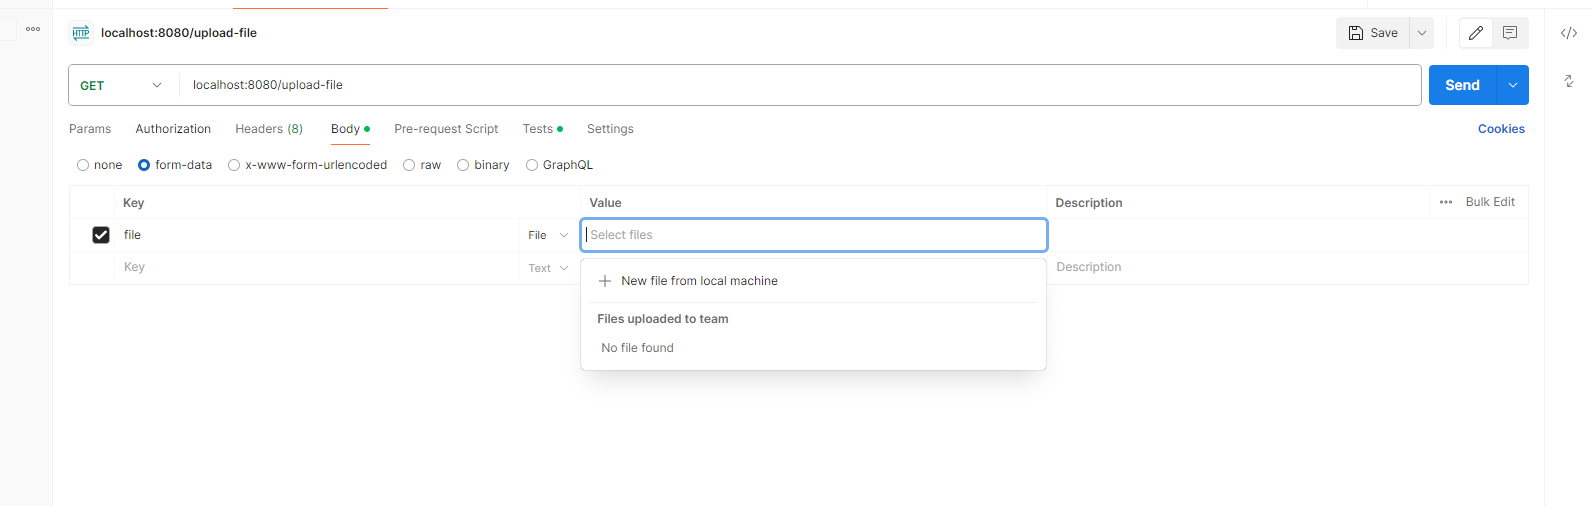 HTTP localhost:8080/upload-file Save
GET localhost:8080/upload-file Send
Params Authorization Headers (8) Body Pre-request Script Tests Settings Cookies
none form-data x-www-form-urlencoded raw binary GraphQL
Key Value Description ••• Bulk Edit
file File Select files
Key Text Description
New file from local machine
Files uploaded to team
No file found